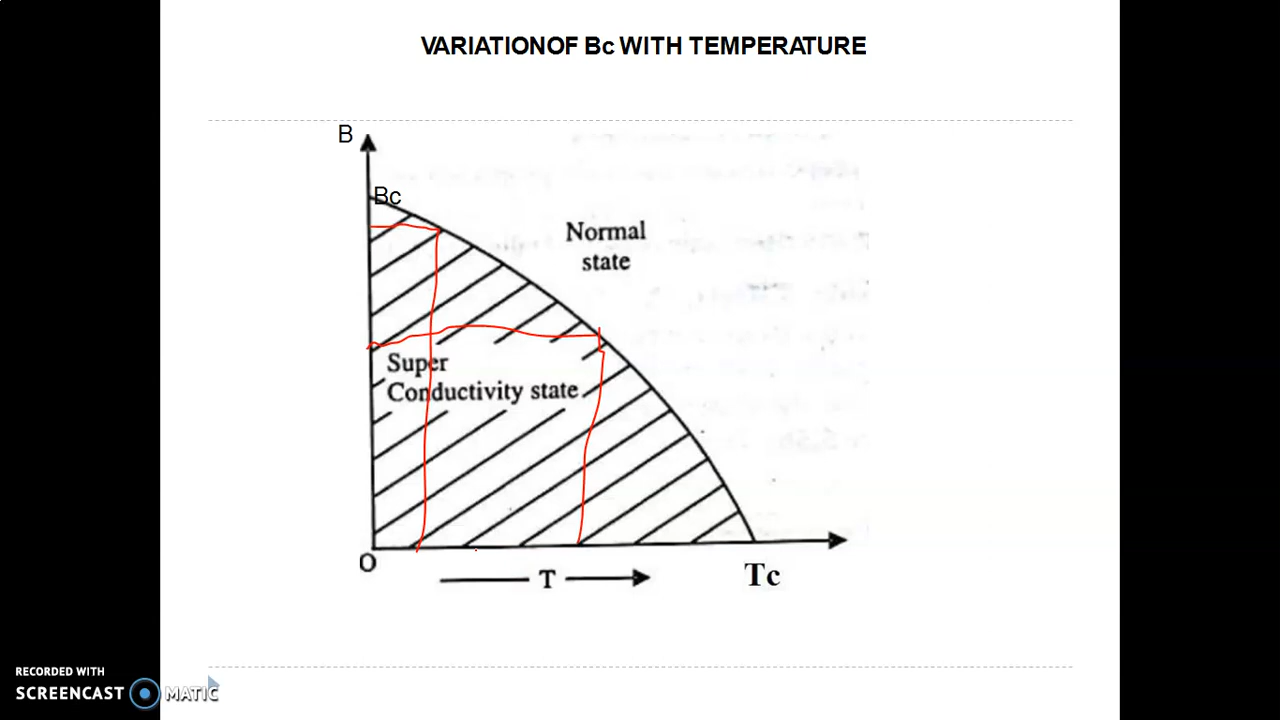 VARIATIONOF Bc WITH TEMPERATURE
B
Bc
Normal
state
Super
Conductivity state
O
T
Tc
RECORDED WITH
SCREENCAST MATIC